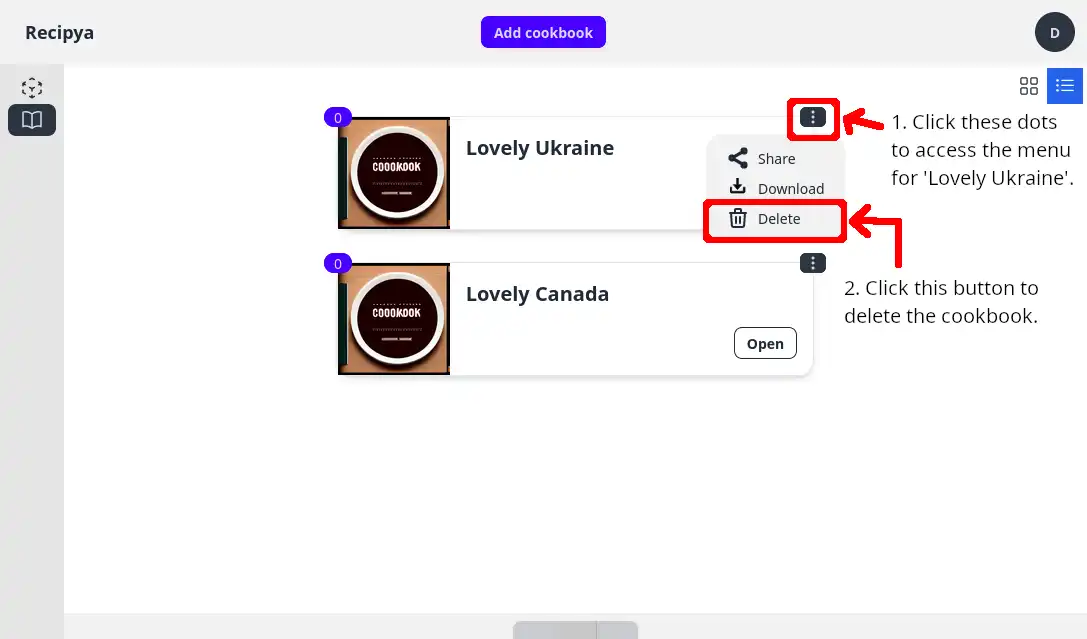 Recipya
Add cookbook
D
0
COOOKOOK
Lovely Ukraine
Share
Download
Delete
1. Click these dots
to access the menu
for 'Lovely Ukraine'.
2. Click this button to
delete the cookbook.
0
COOOKOOK
Lovely Canada
Open